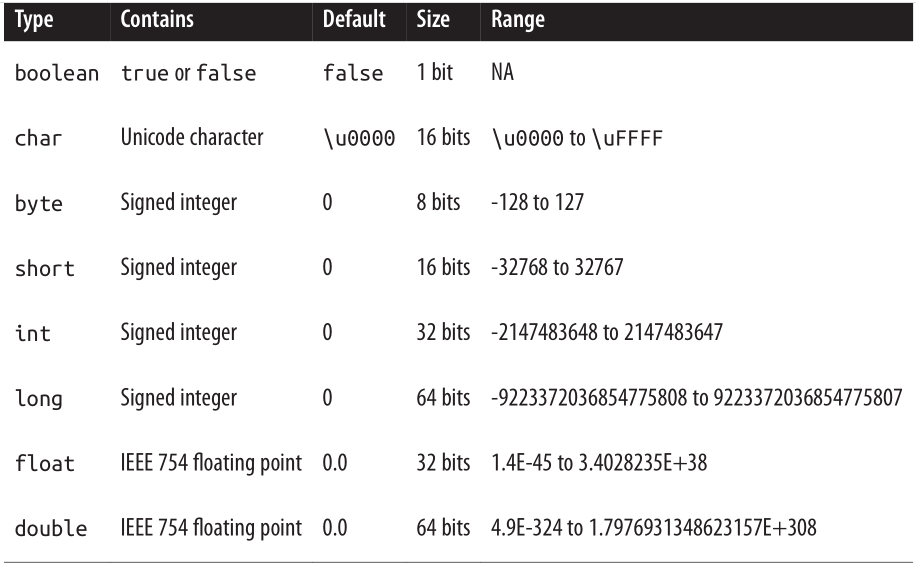 Type Contains Default Size Range
boolean true or false false 1 bit NA
char Unicode character \u0000 16 bits \u0000 to \uFFFF
byte Signed integer 0 8 bits -128 to 127
short Signed integer 0 16 bits -32768 to 32767
int Signed integer 0 32 bits -2147483648 to 2147483647
long Signed integer 0 64 bits -9223372036854775808 to 9223372036854775807
float IEEE 754 floating point 0.0 32 bits 1.4E-45 to 3.4028235E+38
double IEEE 754 floating point 0.0 64 bits 4.9E-324 to 1.7976931348623157E+308